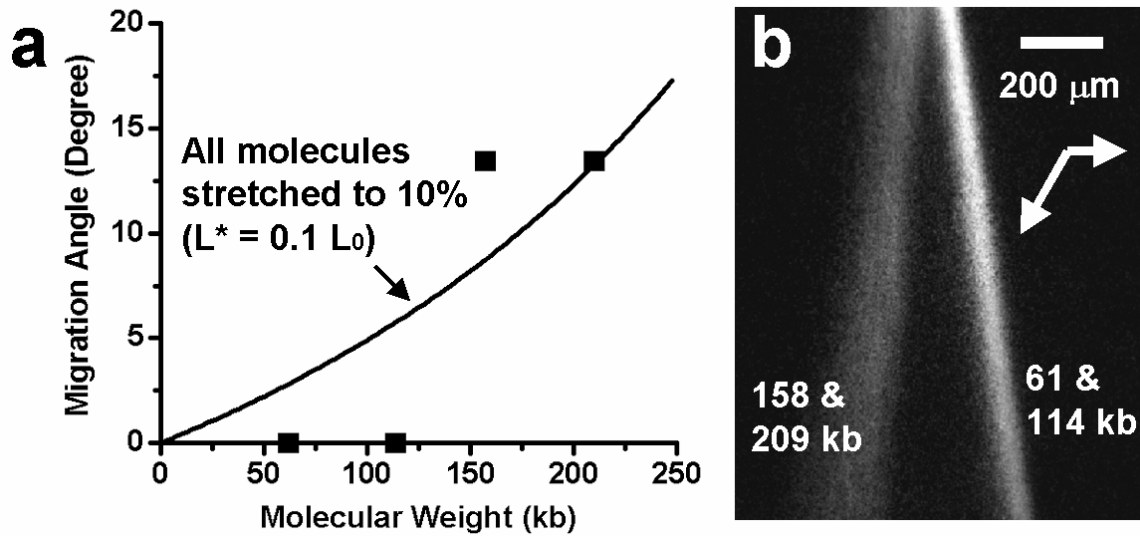 a
20
15
10
5
0
Migration Angle (Degree)
All molecules
stretched to 10%
(L* = 0.1 L₀)
0 50 100 150 200 250
Molecular Weight (kb)
b
200 μm
158 &
209 kb
61 &
114 kb